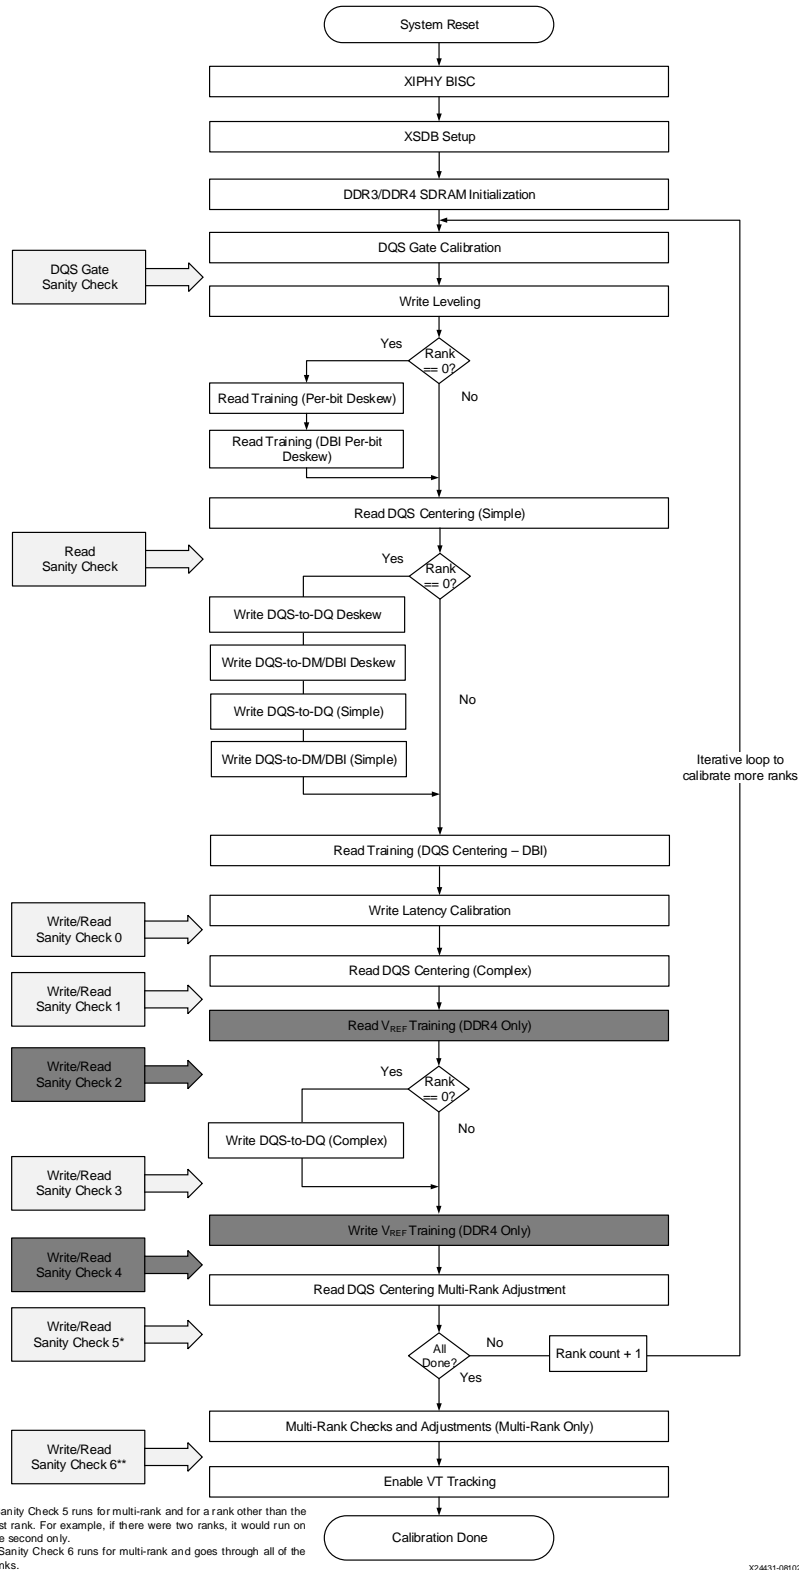 System Reset
XIPHY BISC
XSDB Setup
DDR3/DDR4 SDRAM Initialization
DQS Gate Calibration
DQS Gate
Sanity Check
Write Leveling
Yes
Rank
== 0?
No
Read Training (Per-bit Deskew)
Read Training (DBI Per-bit
Deskew)
Read DQS Centering (Simple)
Read
Sanity Check
Yes
Rank
== 0?
No
Write DQS-to-DQ Deskew
Write DQS-to-DM/DBI Deskew
Write DQS-to-DQ (Simple)
Write DQS-to-DM/DBI (Simple)
Iterative loop to
calibrate more ranks
Read Training (DQS Centering – DBI)
Write Latency Calibration
Write/Read
Sanity Check 0
Read DQS Centering (Complex)
Write/Read
Sanity Check 1
Read VREF Training (DDR4 Only)
Write/Read
Sanity Check 2
Yes
Rank
== 0?
No
Write DQS-to-DQ (Complex)
Write/Read
Sanity Check 3
Write VREF Training (DDR4 Only)
Write/Read
Sanity Check 4
Read DQS Centering Multi-Rank Adjustment
Write/Read
Sanity Check 5*
All
Done?
No
Rank count + 1
Yes
Multi-Rank Checks and Adjustments (Multi-Rank Only)
Write/Read
Sanity Check 6**
Enable VT Tracking
Calibration Done
anity Check 5 runs for multi-rank and for a rank other than the
st rank. For example, if there were two ranks, it would run on
e second only.
Sanity Check 6 runs for multi-rank and goes through all of the
nks.
X24431-08102